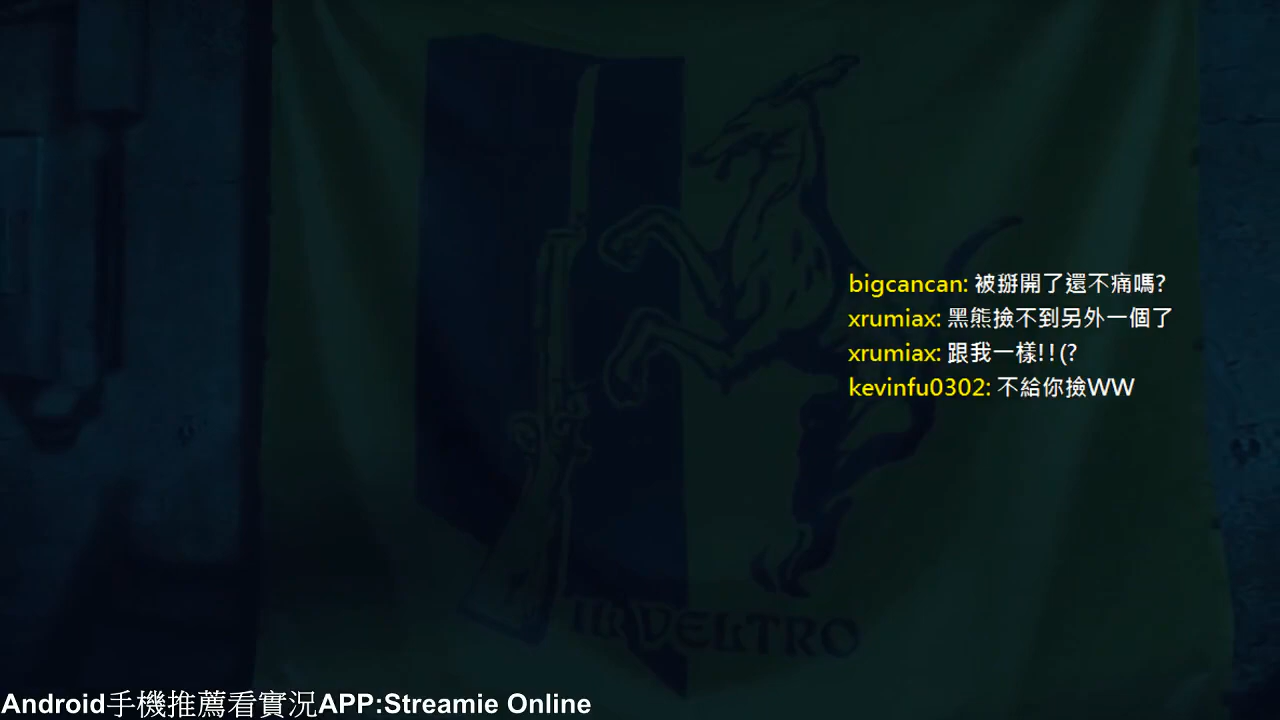 bigcancan: 被掰開了還不痛嗎?
xrumiax: 黑熊撿不到另外一個了
xrumiax: 跟我一樣!!(?
kevinfu0302: 不給你撿WW
IL VELTRO
Android手機推薦看實況APP:Streamie Online